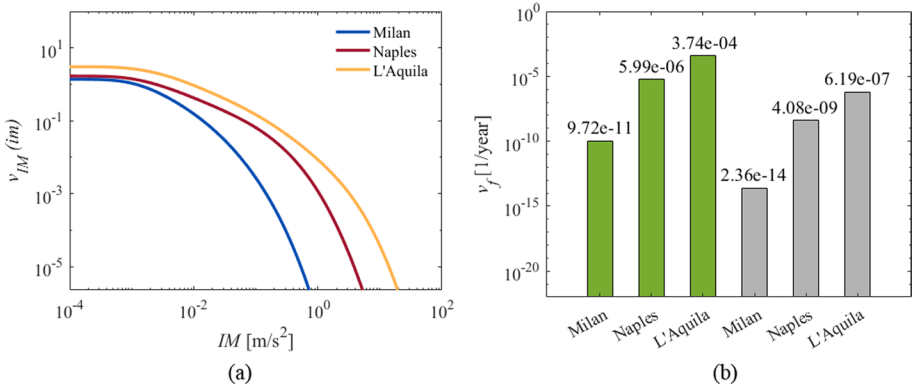 (a)
10^1
10^-1
10^-3
10^-5
v_IM (im)
Milan
Naples
L'Aquila
10^-4
10^-2
10^0
10^2
IM [m/s^2]
(a)
(b)
10^0
10^-5
10^-10
10^-15
10^-20
v_f [1/year]
9.72e-11
5.99e-06
3.74e-04
2.36e-14
4.08e-09
6.19e-07
Milan
Naples
L'Aquila
Milan
Naples
L'Aquila
(b)